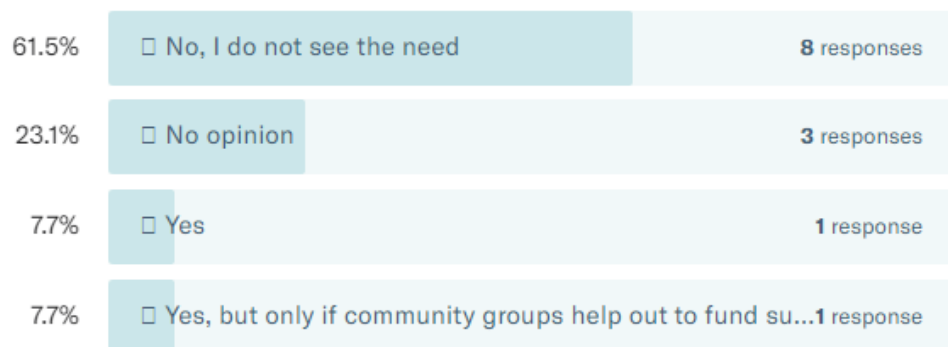 61.5% No, I do not see the need 8 responses
23.1% No opinion 3 responses
7.7% Yes 1 response
7.7% Yes, but only if community groups help out to fund su...1 response